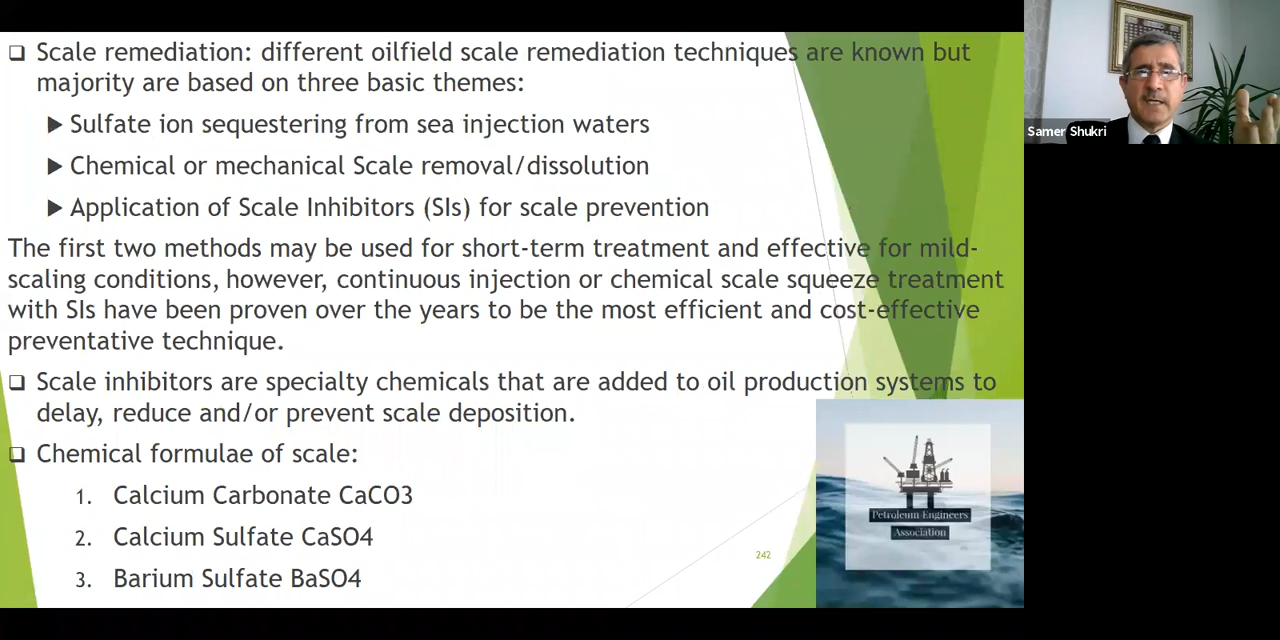 ❑ Scale remediation: different oilfield scale remediation techniques are known but
majority are based on three basic themes:
▶ Sulfate ion sequestering from sea injection waters
▶ Chemical or mechanical Scale removal/dissolution
▶ Application of Scale Inhibitors (SIs) for scale prevention
The first two methods may be used for short-term treatment and effective for mild-
scaling conditions, however, continuous injection or chemical scale squeeze treatment
with SIs have been proven over the years to be the most efficient and cost-effective
preventative technique.
❑ Scale inhibitors are specialty chemicals that are added to oil production systems to
delay, reduce and/or prevent scale deposition.
❑ Chemical formulae of scale:
1. Calcium Carbonate CaCO3
2. Calcium Sulfate CaSO4
3. Barium Sulfate BaSO4
242
Petroleum Engineers
Association
Samer Shukri